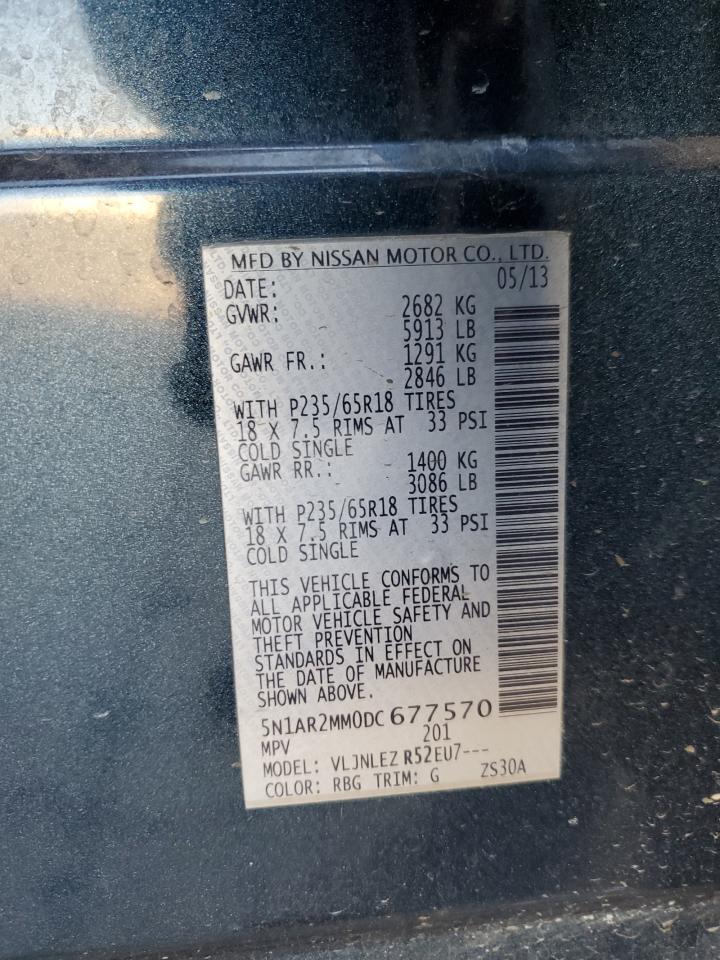 MFD BY NISSAN MOTOR CO., LTD.
DATE: 05/13
GVWR: 2682 KG
5913 LB
GAWR FR.: 1291 KG
2846 LB
WITH P235/65R18 TIRES
18 X 7.5 RIMS AT 33 PSI
COLD SINGLE
GAWR RR.: 1400 KG
3086 LB
WITH P235/65R18 TIRES
18 X 7.5 RIMS AT 33 PSI
COLD SINGLE
THIS VEHICLE CONFORMS TO
ALL APPLICABLE FEDERAL
MOTOR VEHICLE SAFETY AND
THEFT PREVENTION
STANDARDS IN EFFECT ON
THE DATE OF MANUFACTURE
SHOWN ABOVE.
5N1AR2MM0DC677570
MPV 201
MODEL: VLJNLEZ R52EU7---
COLOR: RBG TRIM: G ZS30A